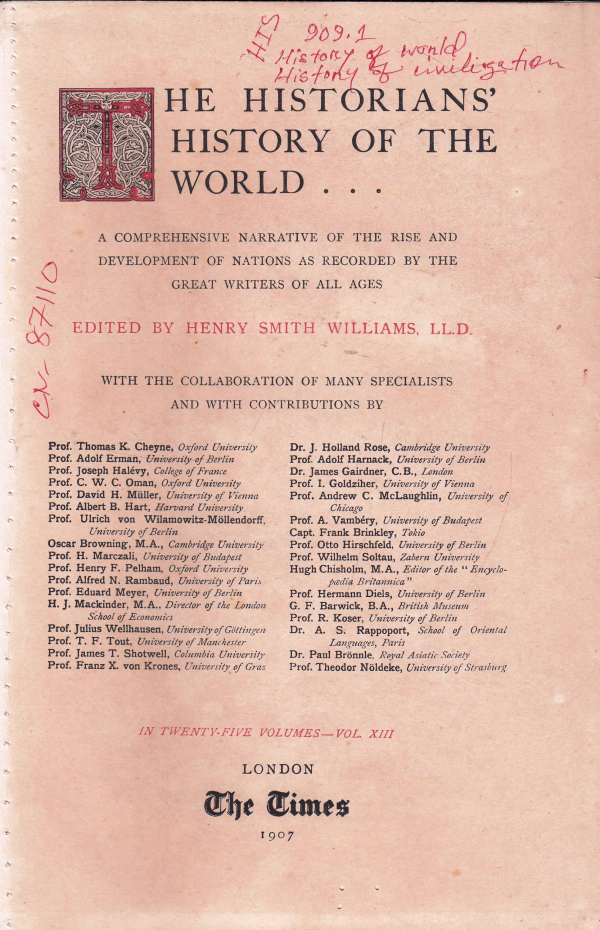 HIS
909.1
History of world
History of civilization
THE HISTORIANS'
HISTORY OF THE
WORLD . . .
A COMPREHENSIVE NARRATIVE OF THE RISE AND
DEVELOPMENT OF NATIONS AS RECORDED BY THE
GREAT WRITERS OF ALL AGES
CN- 87110
EDITED BY HENRY SMITH WILLIAMS, LL.D.
WITH THE COLLABORATION OF MANY SPECIALISTS
AND WITH CONTRIBUTIONS BY
Prof. Thomas K. Cheyne, Oxford University
Prof. Adolf Erman, University of Berlin
Prof. Joseph Halévy, College of France
Prof. C. W. C. Oman, Oxford University
Prof. David H. Müller, University of Vienna
Prof. Albert B. Hart, Harvard University
Prof. Ulrich von Wilamowitz-Möllendorff,
University of Berlin
Oscar Browning, M.A., Cambridge University
Prof. H. Marczali, University of Budapest
Prof. Henry F. Pelham, Oxford University
Prof. Alfred N. Rambaud, University of Paris
Prof. Eduard Meyer, University of Berlin
H. J. Mackinder, M.A., Director of the London
School of Economics
Prof. Julius Wellhausen, University of Göttingen
Prof. T. F. Tout, University of Manchester
Prof. James T. Shotwell, Columbia University
Prof. Franz X. von Krones, University of Graz
Dr. J. Holland Rose, Cambridge University
Prof. Adolf Harnack, University of Berlin
Dr. James Gairdner, C.B., London
Prof. I. Goldziher, University of Vienna
Prof. Andrew C. McLaughlin, University of
Chicago
Prof. A. Vambéry, University of Budapest
Capt. Frank Brinkley, Tokio
Prof. Otto Hirschfeld, University of Berlin
Prof. Wilhelm Soltau, Zabern University
Hugh Chisholm, M.A., Editor of the "Encyclo-
pædia Britannica"
Prof. Hermann Diels, University of Berlin
G. F. Barwick, B.A., British Museum
Prof. R. Koser, University of Berlin
Dr. A. S. Rappoport, School of Oriental
Languages, Paris
Dr. Paul Brönnle, Royal Asiatic Society
Prof. Theodor Nöldeke, University of Strasburg
IN TWENTY-FIVE VOLUMES—VOL. XIII
LONDON
The Times
1907